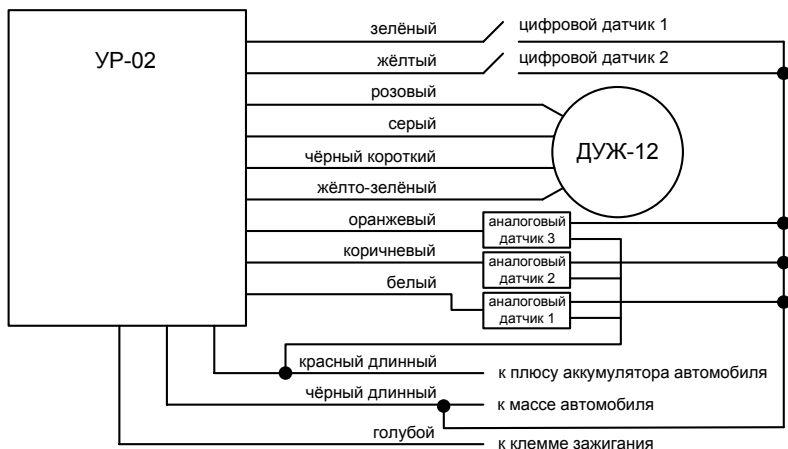 УР-02
зелёный
цифровой датчик 1
жёлтый
цифровой датчик 2
розовый
серый
ДУЖ-12
чёрный короткий
жёлто-зелёный
оранжевый
аналоговый
датчик 3
коричневый
аналоговый
датчик 2
белый
аналоговый
датчик 1
красный длинный
к плюсу аккумулятора автомобиля
чёрный длинный
к массе автомобиля
голубой
к клемме зажигания